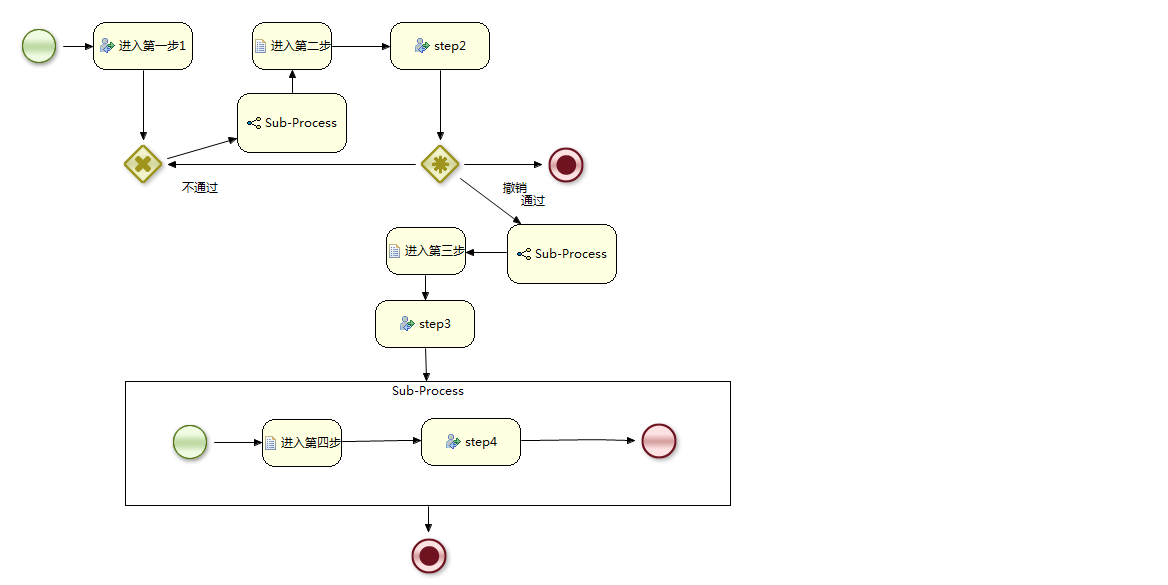 进入第一步1
进入第二步
step2
Sub-Process
不通过
撤销
通过
进入第三步
Sub-Process
step3
Sub-Process
进入第四步
step4